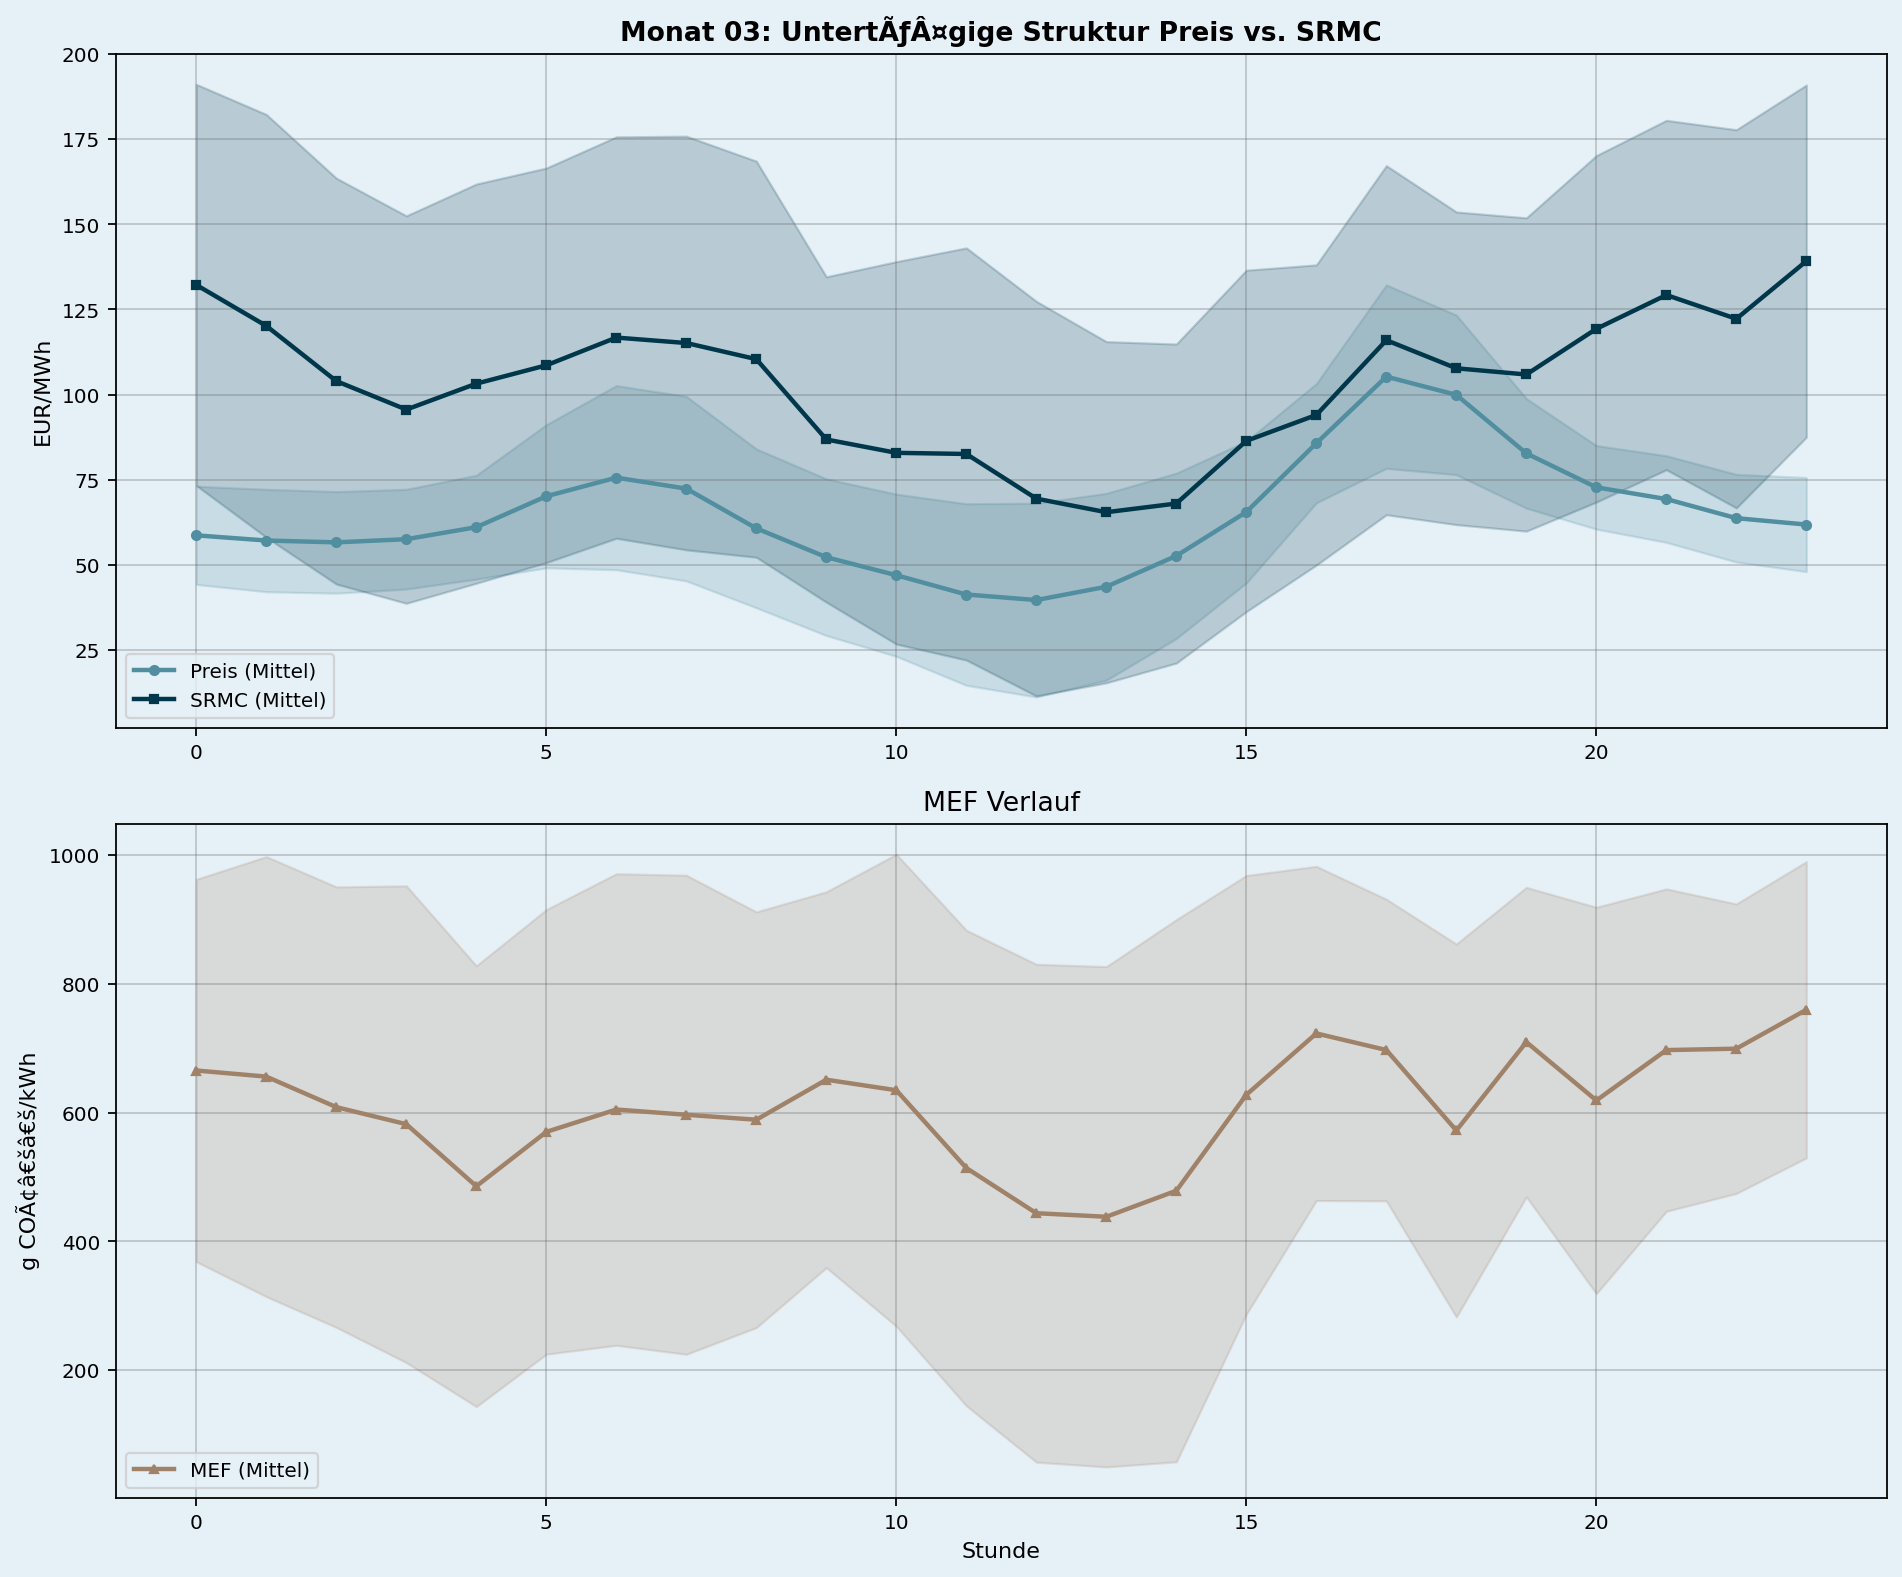 Monat 03: UntertÃƒÂ¤gige Struktur Preis vs. SRMC
200
175
150
125
100
75
50
25
EUR/MWh
Preis (Mittel)
SRMC (Mittel)
0 5 10 15 20
MEF Verlauf
1000
800
600
400
200
g COÃ¢â€šâ€š/kWh
MEF (Mittel)
0 5 10 15 20
Stunde